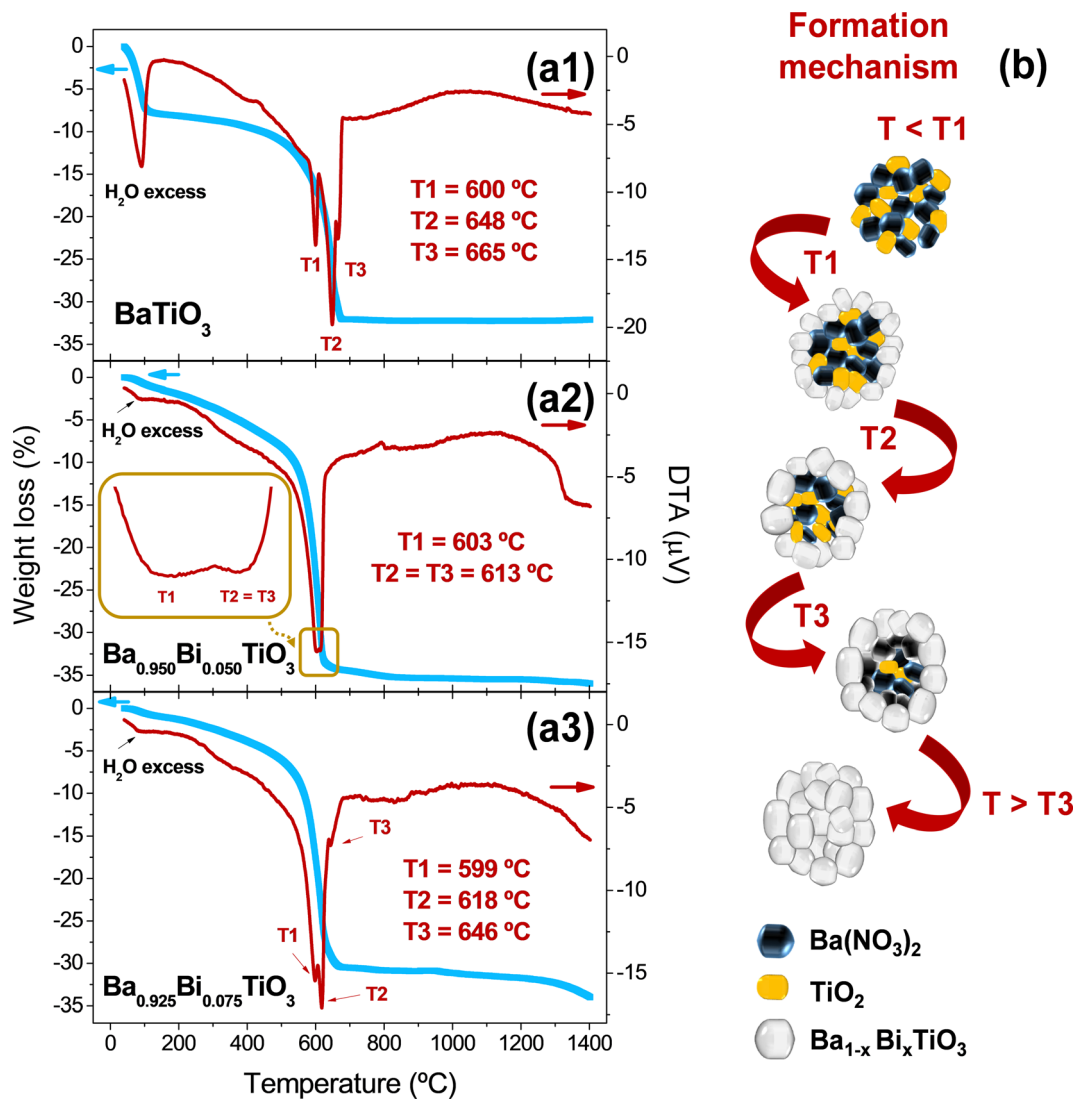 0
-5
-10
-15
-20
-25
-30
-35
(a1)
0
-5
-10
-15
-20
H₂O excess
T1 = 600 ºC
T2 = 648 ºC
T3 = 665 ºC
T1
T3
T2
BaTiO₃
0
-5
-10
-15
-20
-25
-30
-35
(a2)
0
-5
-10
-15
H₂O excess
T1 = 603 ºC
T2 = T3 = 613 ºC
T1
T2 = T3
Ba₀.₉₅₀Bi₀.₀₅₀TiO₃
0
-5
-10
-15
-20
-25
-30
-35
(a3)
0
-5
-10
-15
H₂O excess
T3
T1 = 599 ºC
T2 = 618 ºC
T3 = 646 ºC
T1
T2
Ba₀.₉₂₅Bi₀.₀₇₅TiO₃
0
200
400
600
800
1000
1200
1400
Temperature (ºC)
Weight loss (%)
DTA (μV)
Formation
mechanism
(b)
T < T1
T1
T2
T3
T > T3
Ba(NO₃)₂
TiO₂
Ba₁₋ₓBiₓTiO₃